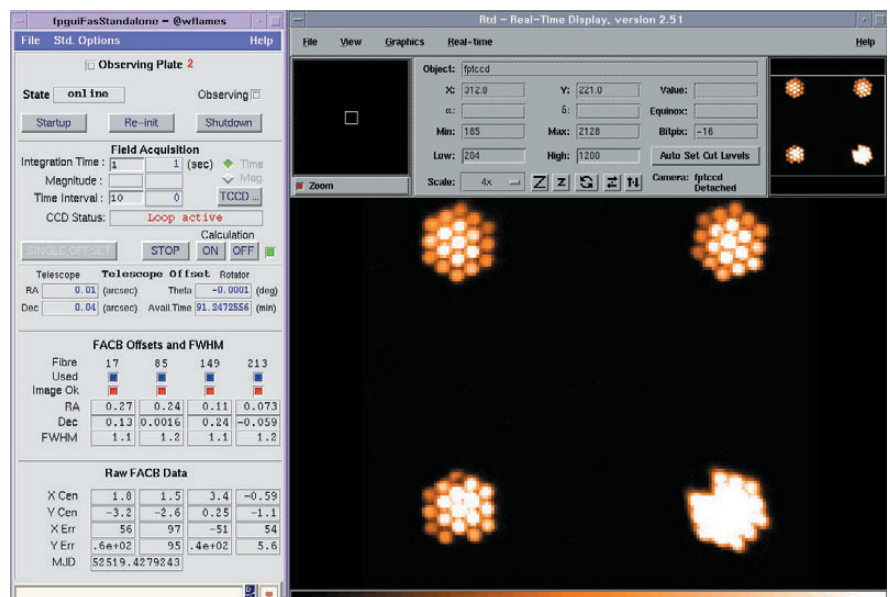 fpguiFasStandalone - @wflames
File Std. Options Help
Observing Plate 2
State online Observing
Startup Re-init Shutdown
Field Acquisition
Integration Time: 1 1 (sec) Time
Magnitude: Mag.
Time Interval: 10 0 TCCD ...
CCD Status: Loop active
Calculation
SINGLE OFFSET STOP ON OFF
Telescope Telescope Offset Rotator
RA 0.01 (arcsec) Theta -0.0001 (deg)
Dec 0.04 (arcsec) Avail.Time 91.2472556 (min)
FACB Offsets and FWHM
Fibre 17 85 149 213
Used
Image Ok
RA 0.27 0.24 0.11 0.073
Dec 0.13 0.0016 0.24 -0.059
FWHM 1.1 1.2 1.1 1.2
Raw FACB Data
X Cen 1.8 1.5 3.4 -0.59
Y Cen -3.2 -2.6 0.25 -1.1
X Err 56 97 -51 54
Y Err .6e+02 95 .4e+02 5.6
MJD 52519.4279243
Rtd - Real-Time Display, version 2.51
File View Graphics Real-time Help
Object: fptccd
X: 312.0 Y: 221.0 Value:
α: δ: Equinox:
Min: 185 Max: 2128 Bitpix: -16
Low: 204 High: 1200 Auto Set Cut Levels
Scale: 4x Z z Camera: fptccd
Detached
Zoom